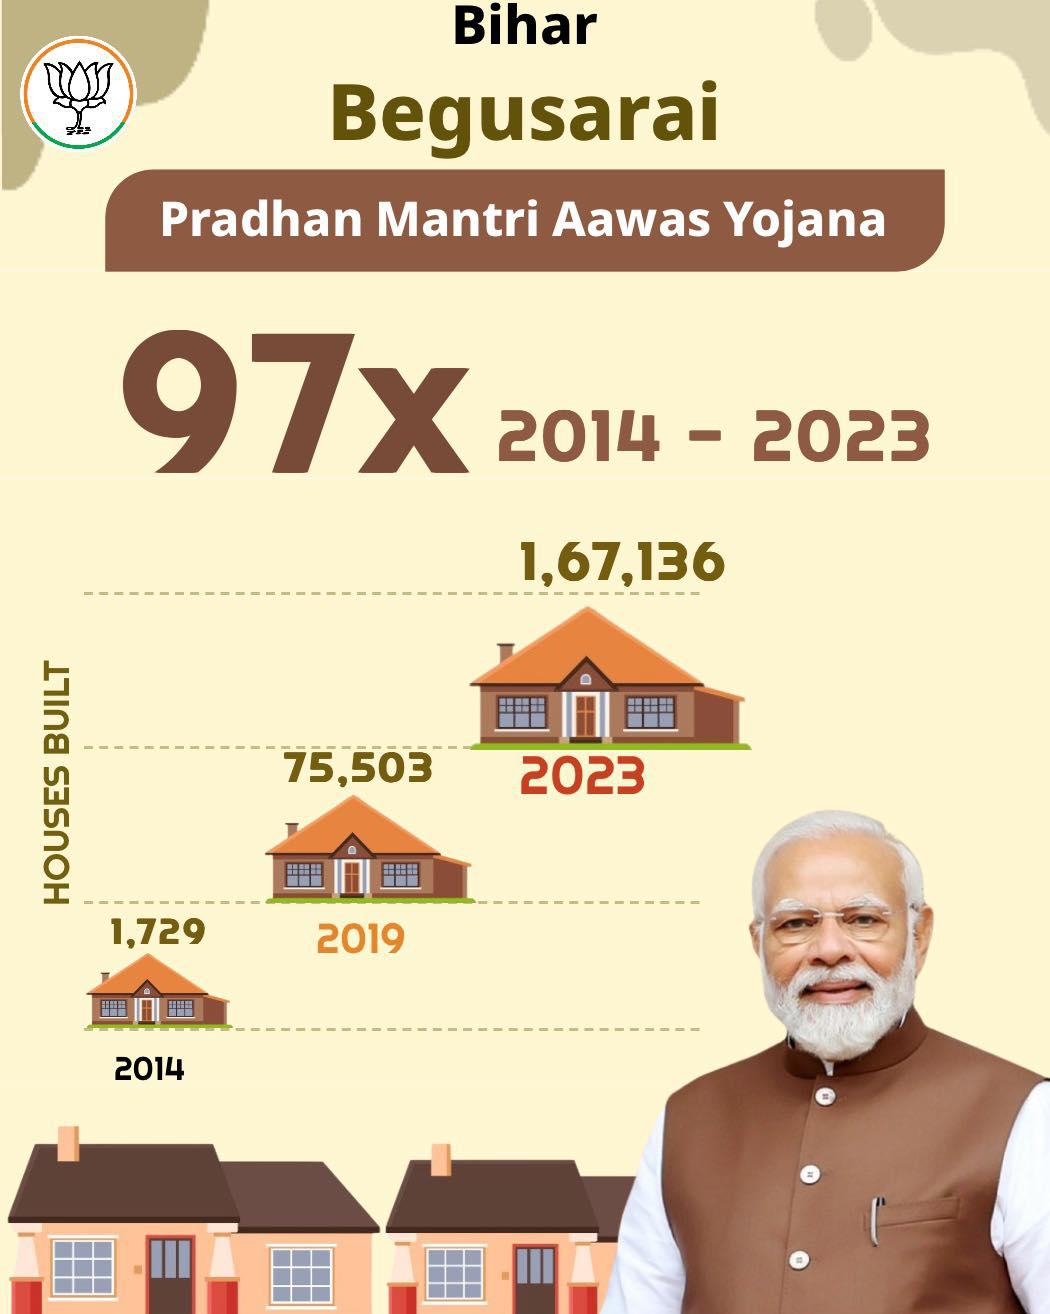 Bihar
Begusarai
Pradhan Mantri Aawas Yojana
97x 2014 - 2023
1,67,136
HOUSES BUILT
75,503
2023
1,729
2019
2014